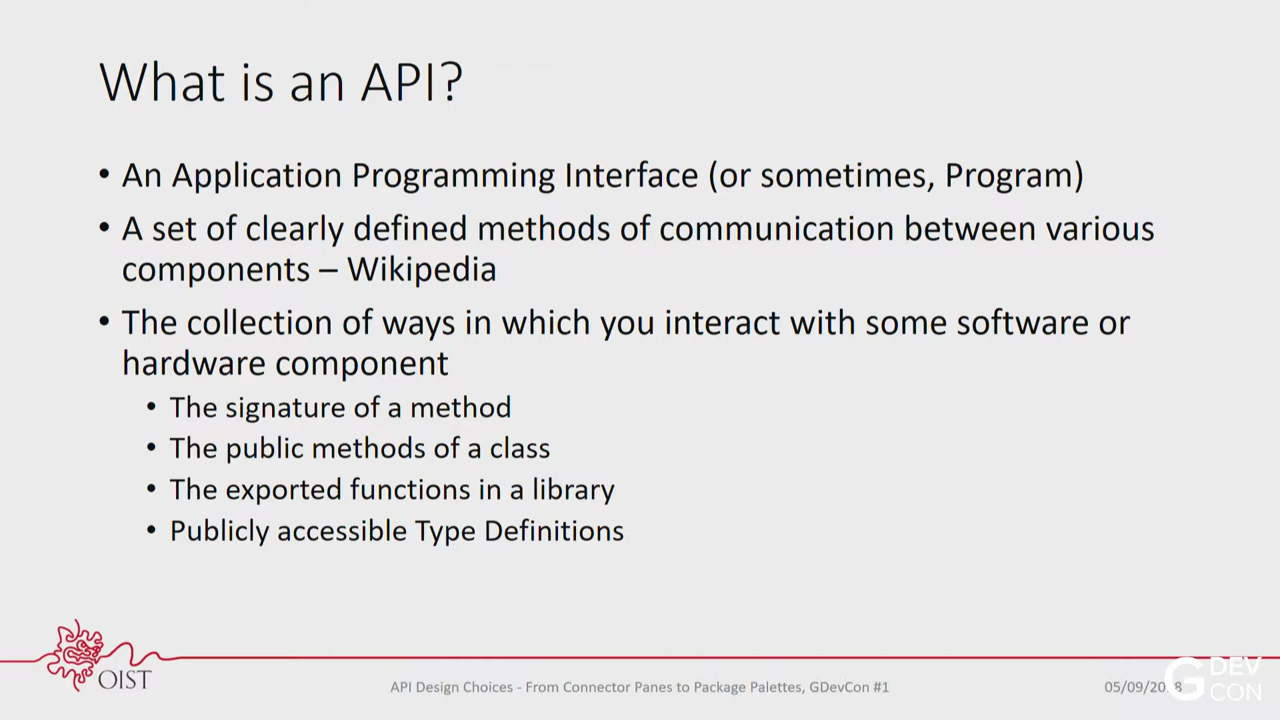 What is an API?
• An Application Programming Interface (or sometimes, Program)
• A set of clearly defined methods of communication between various
components – Wikipedia
• The collection of ways in which you interact with some software or
hardware component
• The signature of a method
• The public methods of a class
• The exported functions in a library
• Publicly accessible Type Definitions
OIST
API Design Choices - From Connector Panes to Package Palettes, GDevCon #1
05/09/2018
G DEV
CON